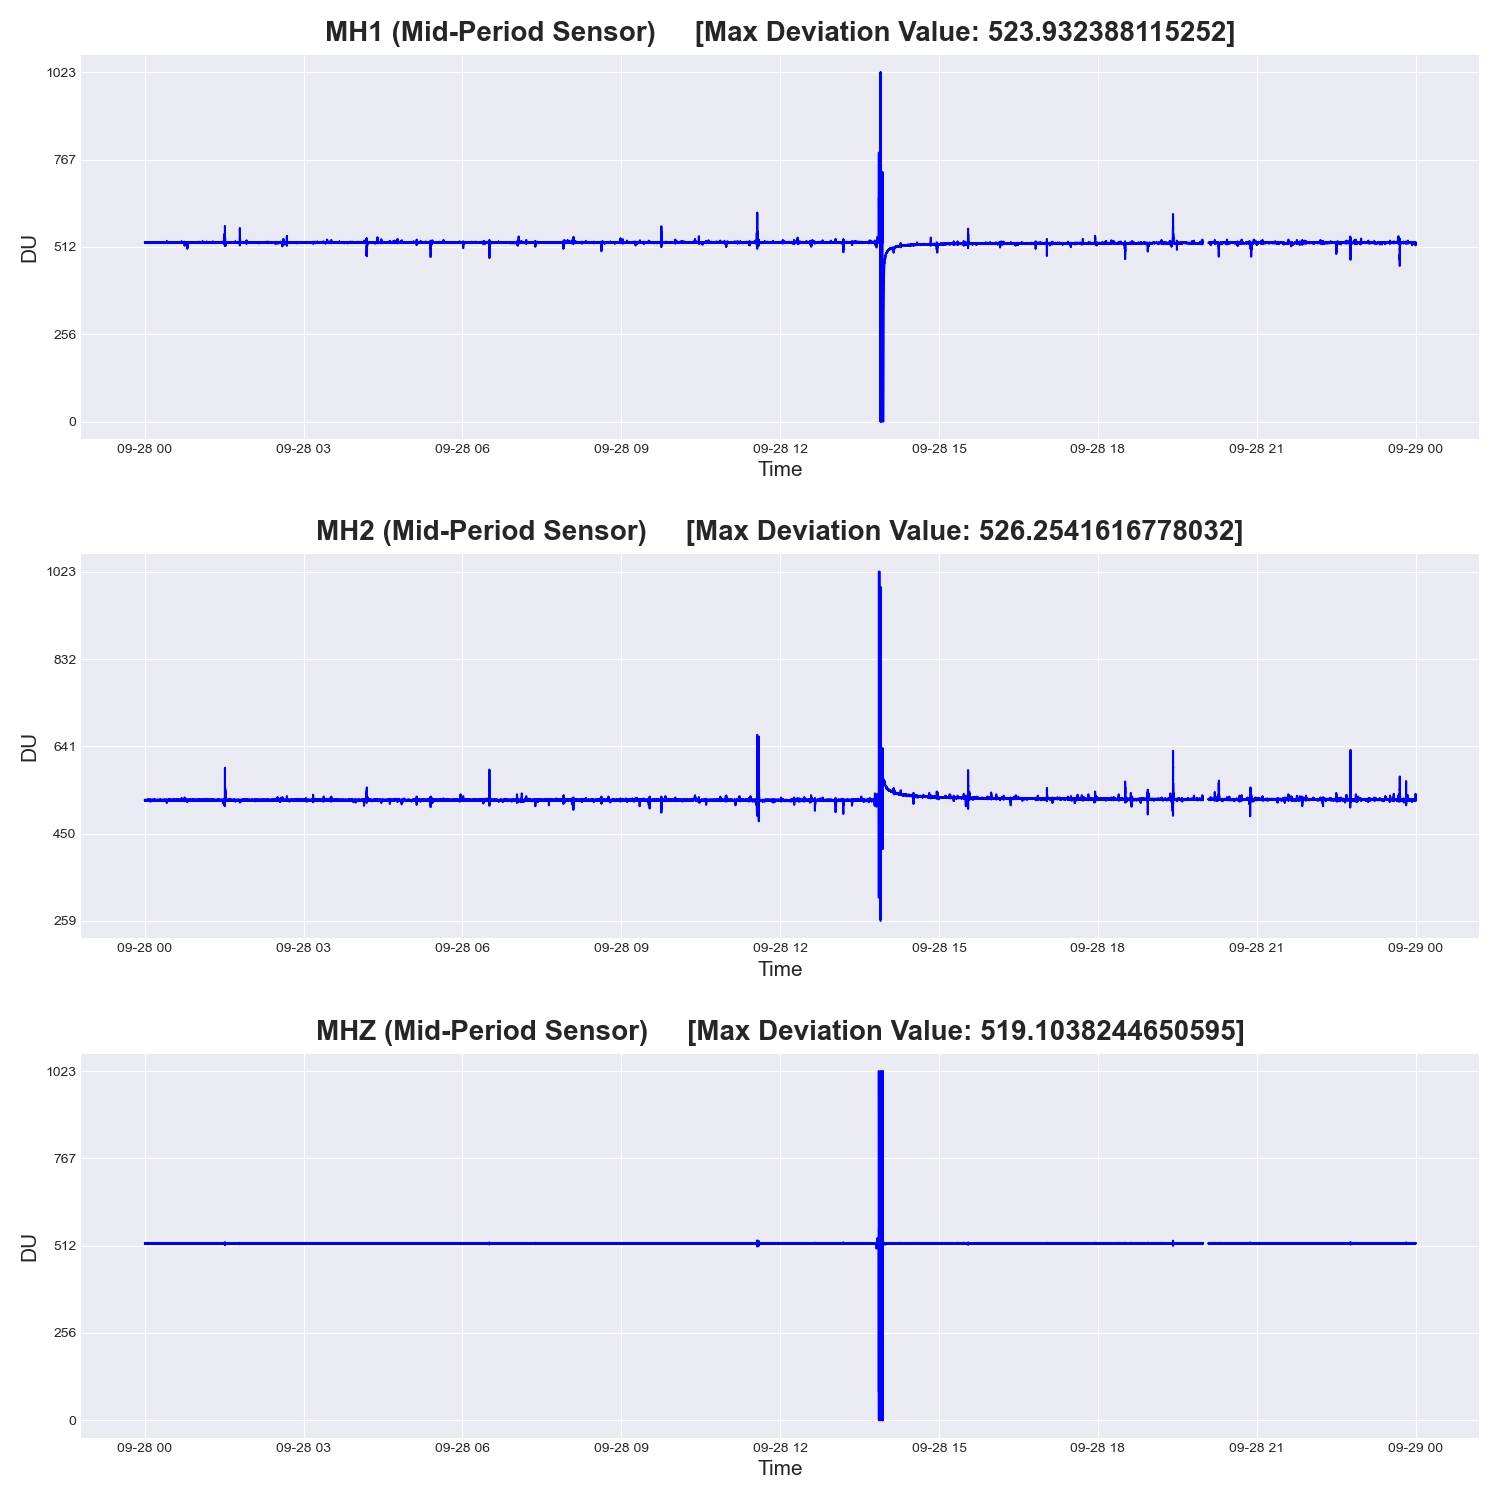 MH1 (Mid-Period Sensor) [Max Deviation Value: 523.932388115252]
1023
767
512
256
0
DU
09-28 00 09-28 03 09-28 06 09-28 09 09-28 12 09-28 15 09-28 18 09-28 21 09-29 00
Time
MH2 (Mid-Period Sensor) [Max Deviation Value: 526.2541616778032]
1023
832
641
450
259
DU
09-28 00 09-28 03 09-28 06 09-28 09 09-28 12 09-28 15 09-28 18 09-28 21 09-29 00
Time
MHZ (Mid-Period Sensor) [Max Deviation Value: 519.1038244650595]
1023
767
512
256
0
DU
09-28 00 09-28 03 09-28 06 09-28 09 09-28 12 09-28 15 09-28 18 09-28 21 09-29 00
Time